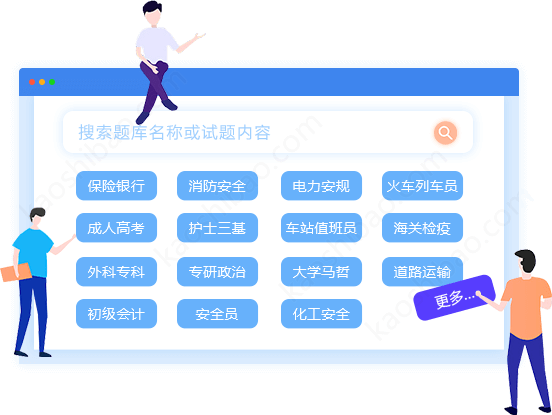 搜索题库名称或试题内容
保险银行 消防安全 电力安规 火车列车员
成人高考 护士三基 车站值班员 海关检疫
外科专科 专研政治 大学马哲 道路运输
初级会计 安全员 化工安全 更多...